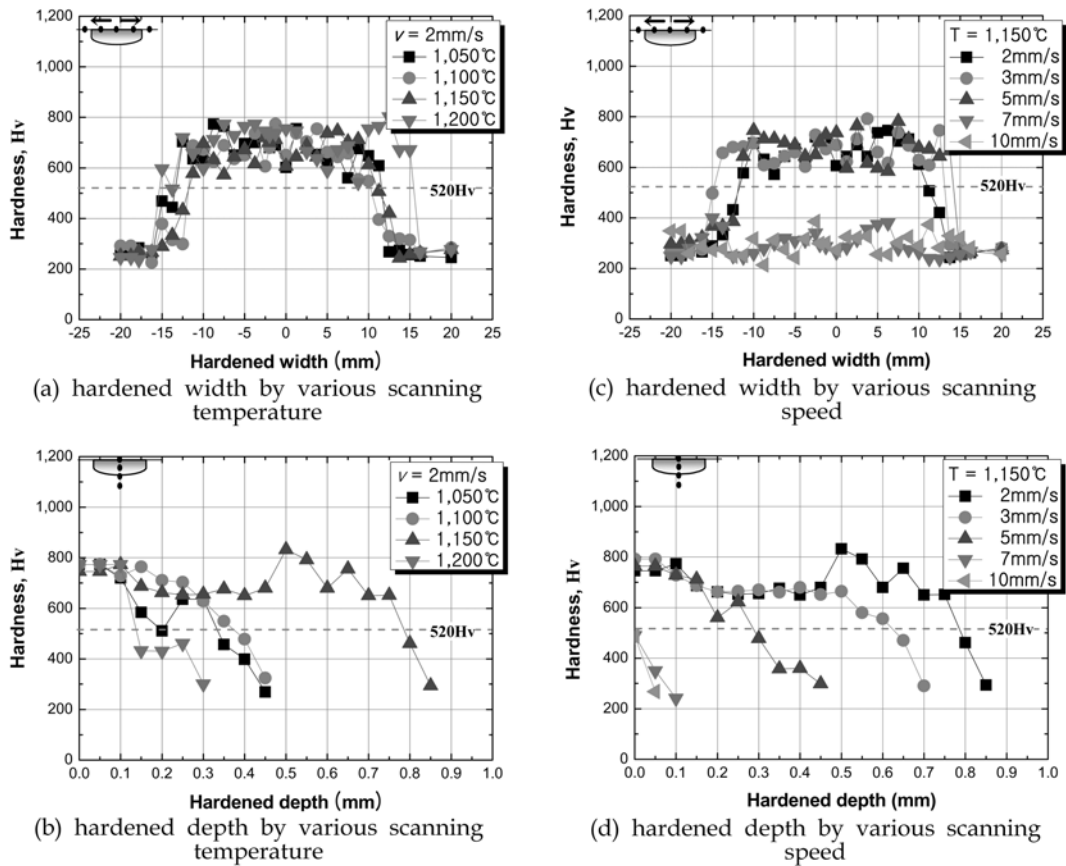 1,200
1,000
800
600
400
200
0
Hardness, Hv
ν = 2mm/s
1,050℃
1,100℃
1,150℃
1,200℃
520Hv
-25 -20 -15 -10 -5 0 5 10 15 20 25
Hardened width (mm)
(a) hardened width by various scanning
temperature
1,200
1,000
800
600
400
200
0
Hardness, Hv
T = 1,150℃
2mm/s
3mm/s
5mm/s
7mm/s
10mm/s
520Hv
-25 -20 -15 -10 -5 0 5 10 15 20 25
Hardened width (mm)
(c) hardened width by various scanning
speed
1,200
1,000
800
600
400
200
0
Hardness, Hv
ν = 2mm/s
1,050℃
1,100℃
1,150℃
1,200℃
520Hv
0.0 0.1 0.2 0.3 0.4 0.5 0.6 0.7 0.8 0.9 1.0
Hardened depth (mm)
(b) hardened depth by various scanning
temperature
1,200
1,000
800
600
400
200
0
Hardness, Hv
T = 1,150℃
2mm/s
3mm/s
5mm/s
7mm/s
10mm/s
520Hv
0.0 0.1 0.2 0.3 0.4 0.5 0.6 0.7 0.8 0.9 1.0
Hardened depth (mm)
(d) hardened depth by various scanning
speed